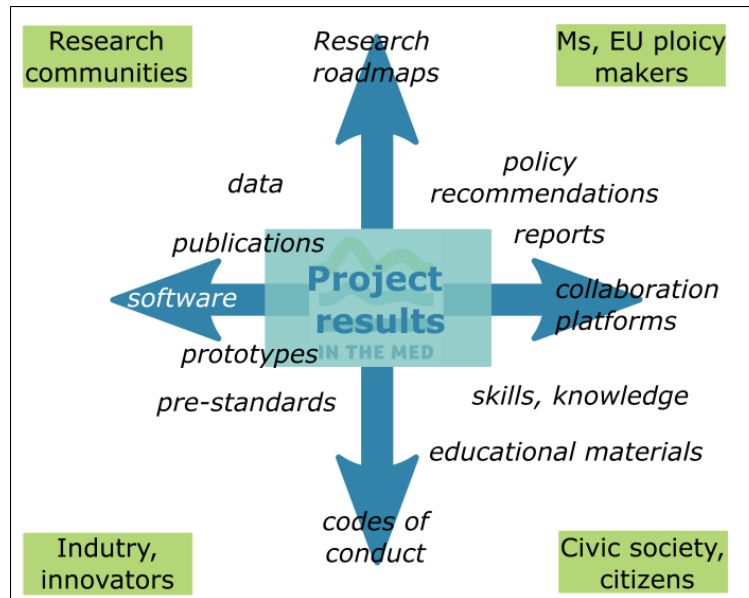 Research
communities
Research
roadmaps
Ms, EU ploicy
makers
data
policy
recommendations
publications
reports
software
Project
results
IN THE MED
collaboration
platforms
prototypes
pre-standards
skills, knowledge
educational materials
codes of
conduct
Indutry,
innovators
Civic society,
citizens